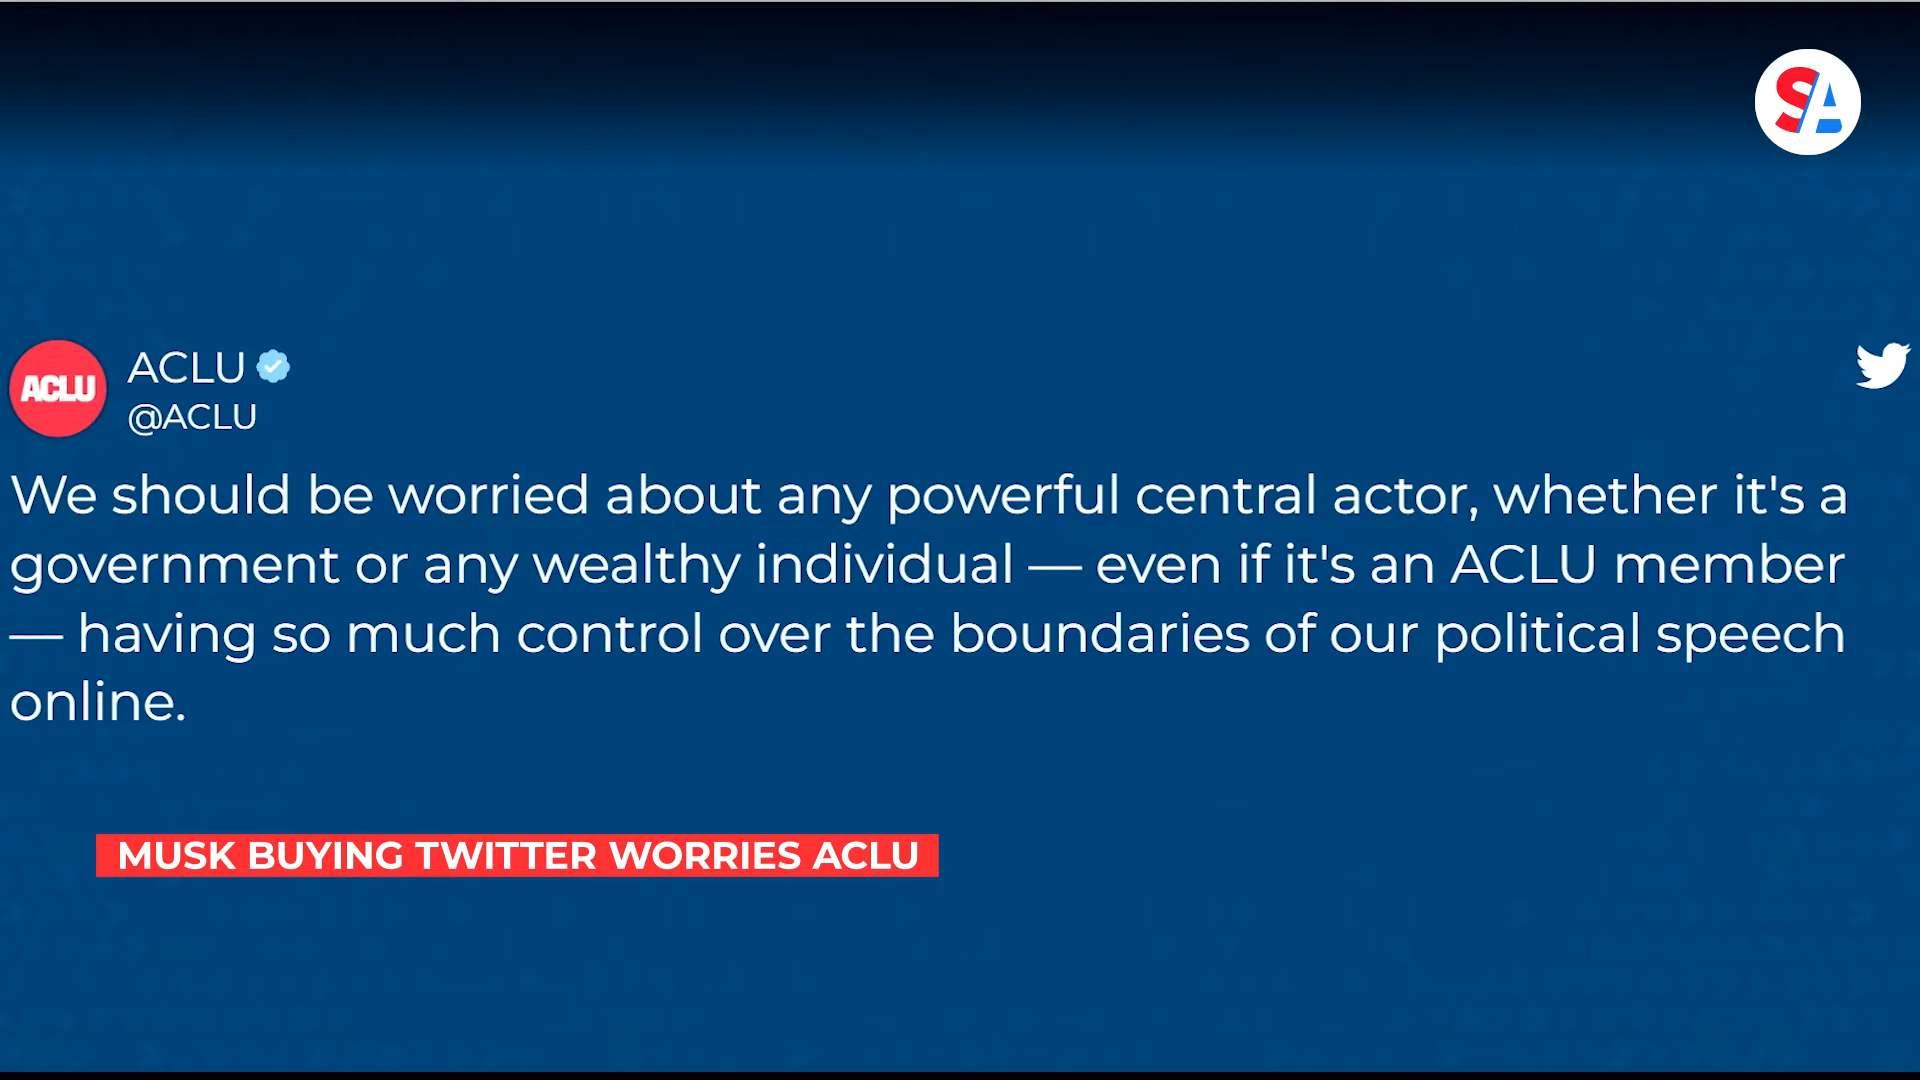 SA
ACLU
ACLU
@ACLU
We should be worried about any powerful central actor, whether it's a
government or any wealthy individual — even if it's an ACLU member
— having so much control over the boundaries of our political speech
online.
MUSK BUYING TWITTER WORRIES ACLU